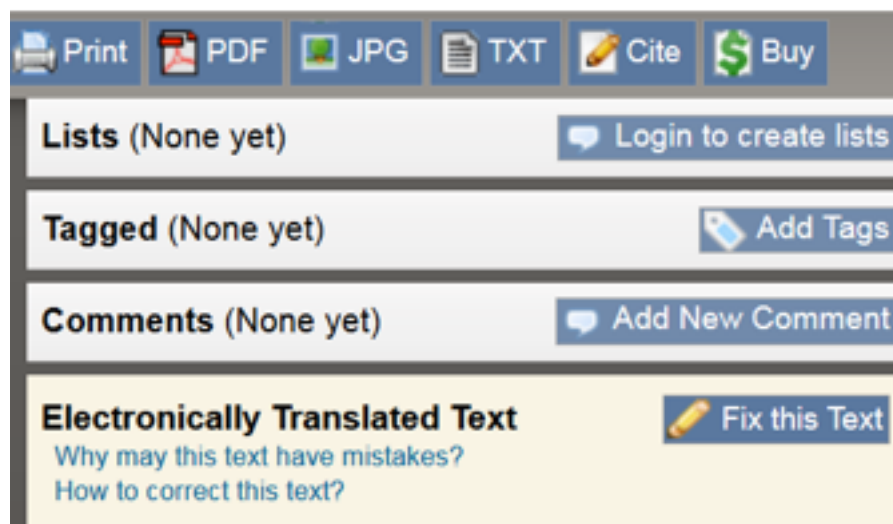 Print PDF JPG TXT Cite Buy
Lists (None yet) Login to create lists
Tagged (None yet) Add Tags
Comments (None yet) Add New Comment
Electronically Translated Text Fix this Text
Why may this text have mistakes?
How to correct this text?